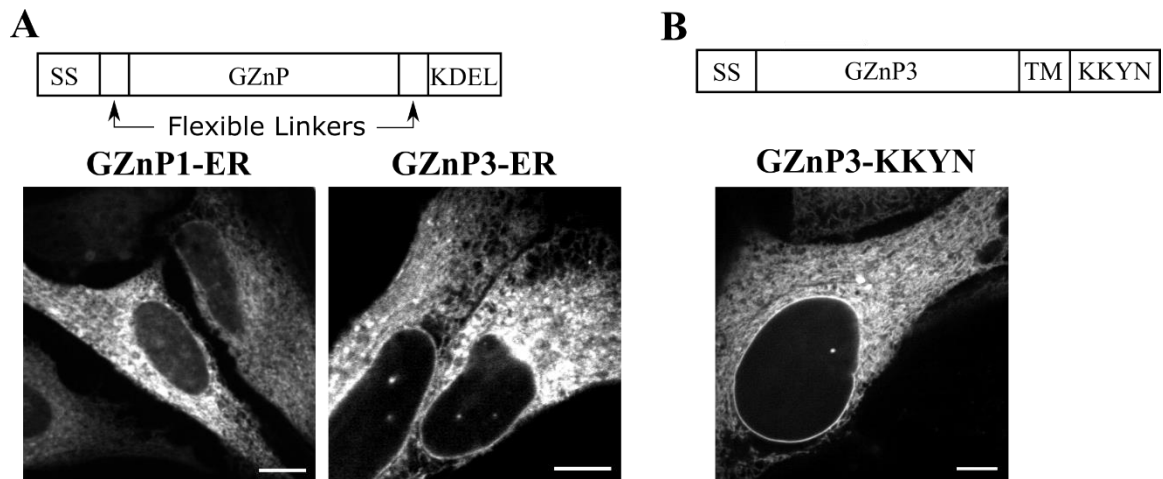 A
SS GZnP KDEL
Flexible Linkers
GZnP1-ER GZnP3-ER
B
SS GZnP3 TM KKYN
GZnP3-KKYN